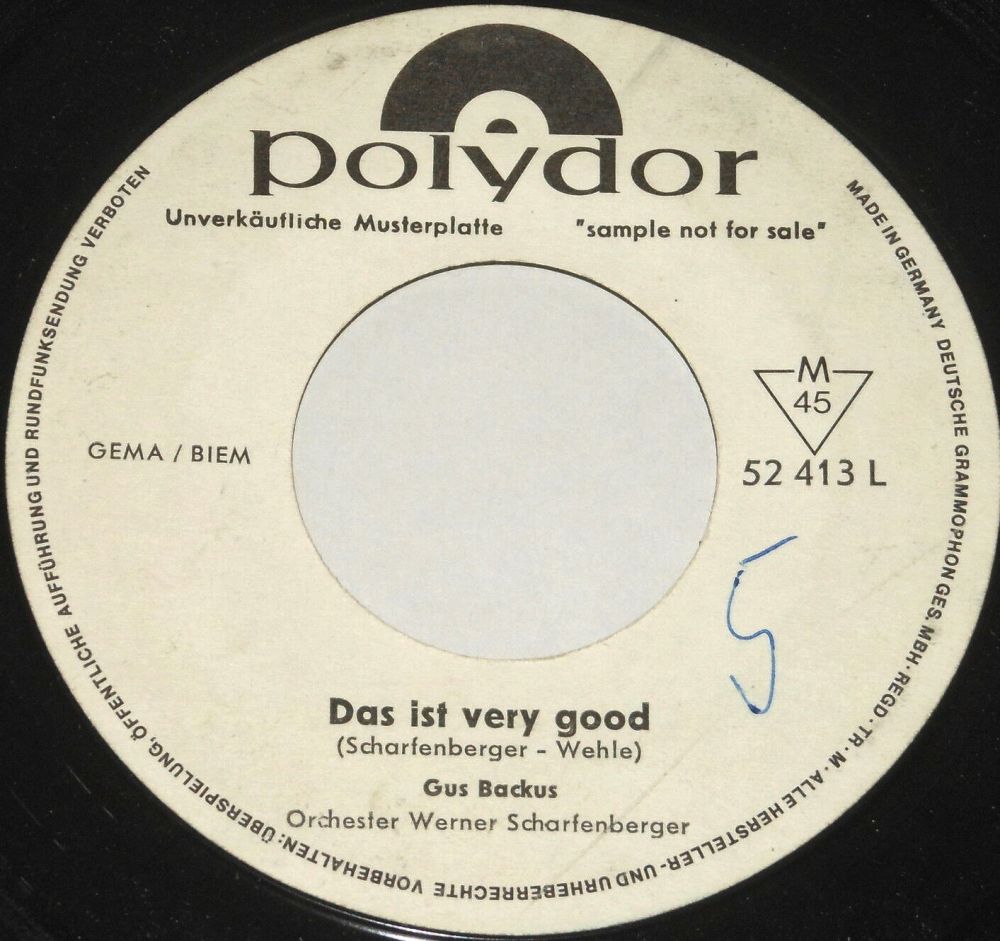 polydor
Unverkäufliche Musterplatte "sample not for sale"
M
45
GEMA / BIEM
52 413 L
5
Das ist very good
(Scharfenberger - Wehle)
Gus Backus
Orchester Werner Scharfenberger
MADE IN GERMANY DEUTSCHE GRAMMOPHON GES. MBH · REGD · TR · M · ALLE HERSTELLER- UND URHEBERRECHTE VORBEHALTEN: ÜBERSPIELUNG, ÖFFENTLICHE AUFFÜHRUNG UND RUNDFUNKSENDUNG VERBOTEN